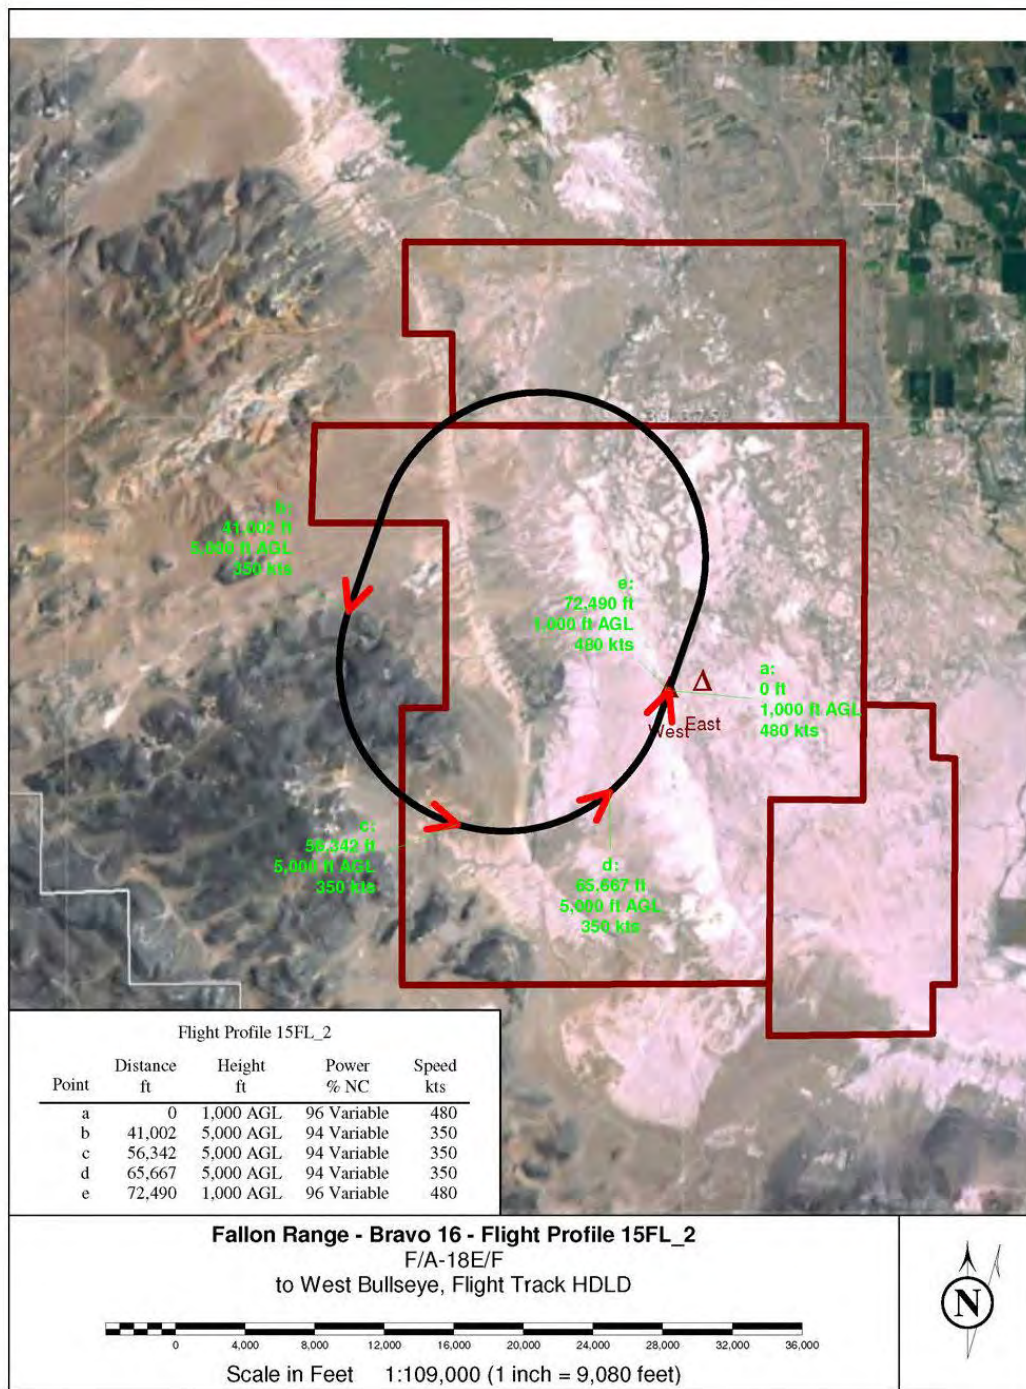 39.375°
b:
41,002 ft
5,000 ft AGL
350 kts
e:
72,490 ft
1,000 ft AGL
480 kts
a:
0 ft
1,000 ft AGL
480 kts
Δ
West
East
c:
56,342 ft
5,000 ft AGL
350 kts
d:
65,667 ft
5,000 ft AGL
350 kts
Flight Profile 15FL_2
Point Distance ft Height ft Power % NC Speed kts
a 0 1,000 AGL 96 Variable 480
b 41,002 5,000 AGL 94 Variable 350
c 56,342 5,000 AGL 94 Variable 350
d 65,667 5,000 AGL 94 Variable 350
e 72,490 1,000 AGL 96 Variable 480
Fallon Range - Bravo 16 - Flight Profile 15FL_2
F/A-18E/F
to West Bullseye, Flight Track HDLD
0 4,000 8,000 12,000 16,000 20,000 24,000 28,000 32,000 36,000
Scale in Feet 1:109,000 (1 inch = 9,080 feet)
N